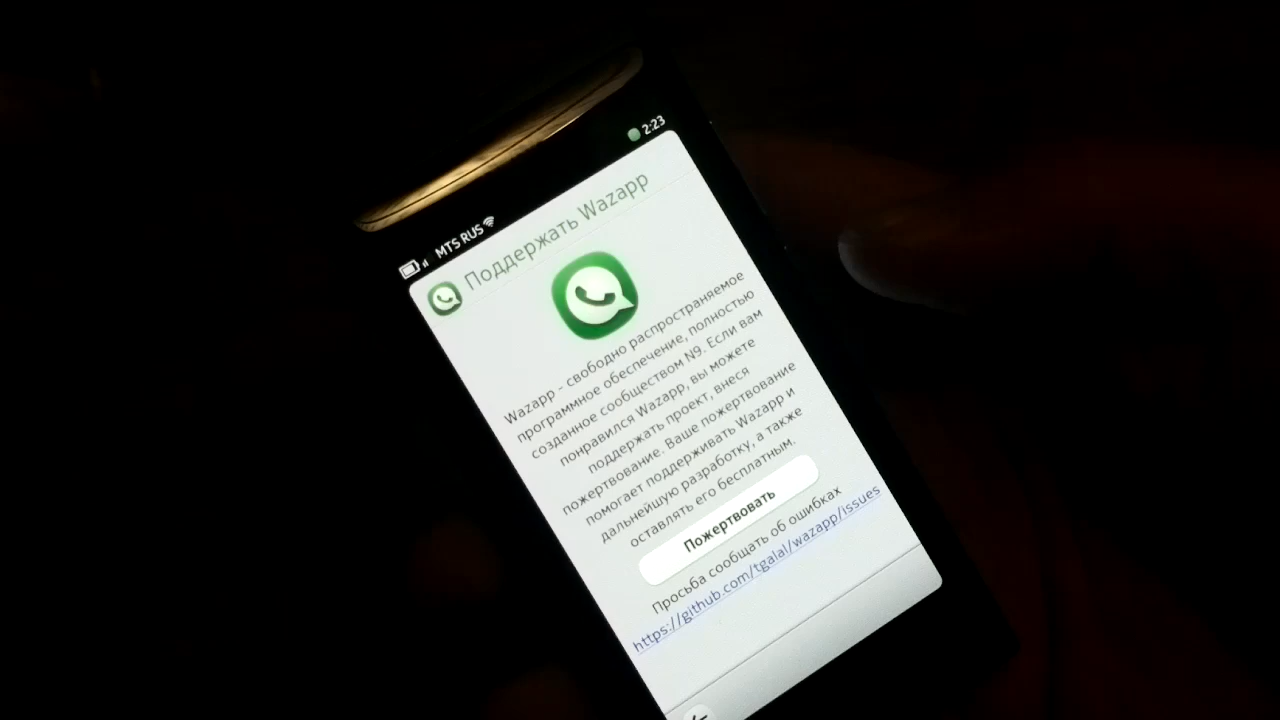 MTS RUS
2:23
Поддержать Wazapp
Wazapp - свободно распространяемое
программное обеспечение, полностью
созданное сообществом N9. Если вам
понравился Wazapp, вы можете
поддержать проект, внеся
пожертвование. Ваше пожертвование
помогает поддерживать Wazapp и
дальнейшую разработку, а также
оставлять его бесплатным.
Пожертвовать
Просьба сообщать об ошибках
https://github.com/tgalal/wazapp/issues